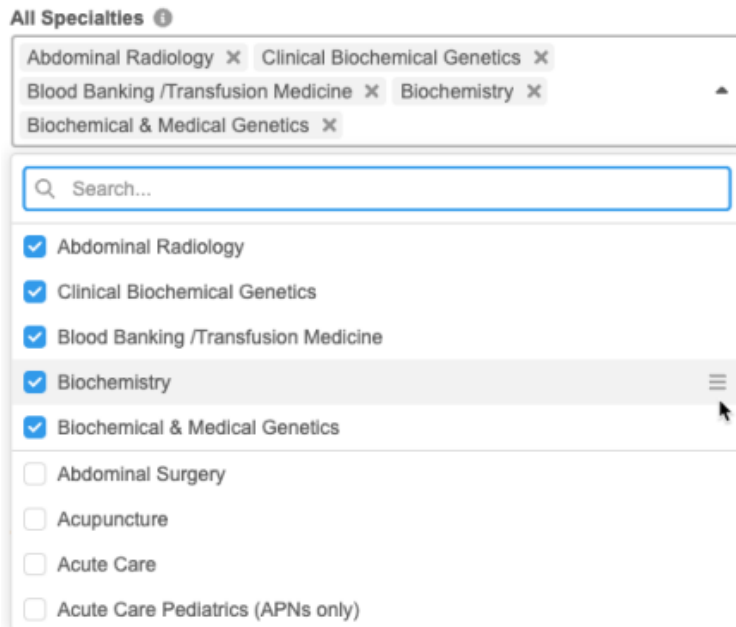 All Specialties
Abdominal Radiology Clinical Biochemical Genetics
Blood Banking /Transfusion Medicine Biochemistry
Biochemical & Medical Genetics
Search...
Abdominal Radiology
Clinical Biochemical Genetics
Blood Banking /Transfusion Medicine
Biochemistry
Biochemical & Medical Genetics
Abdominal Surgery
Acupuncture
Acute Care
Acute Care Pediatrics (APNs only)